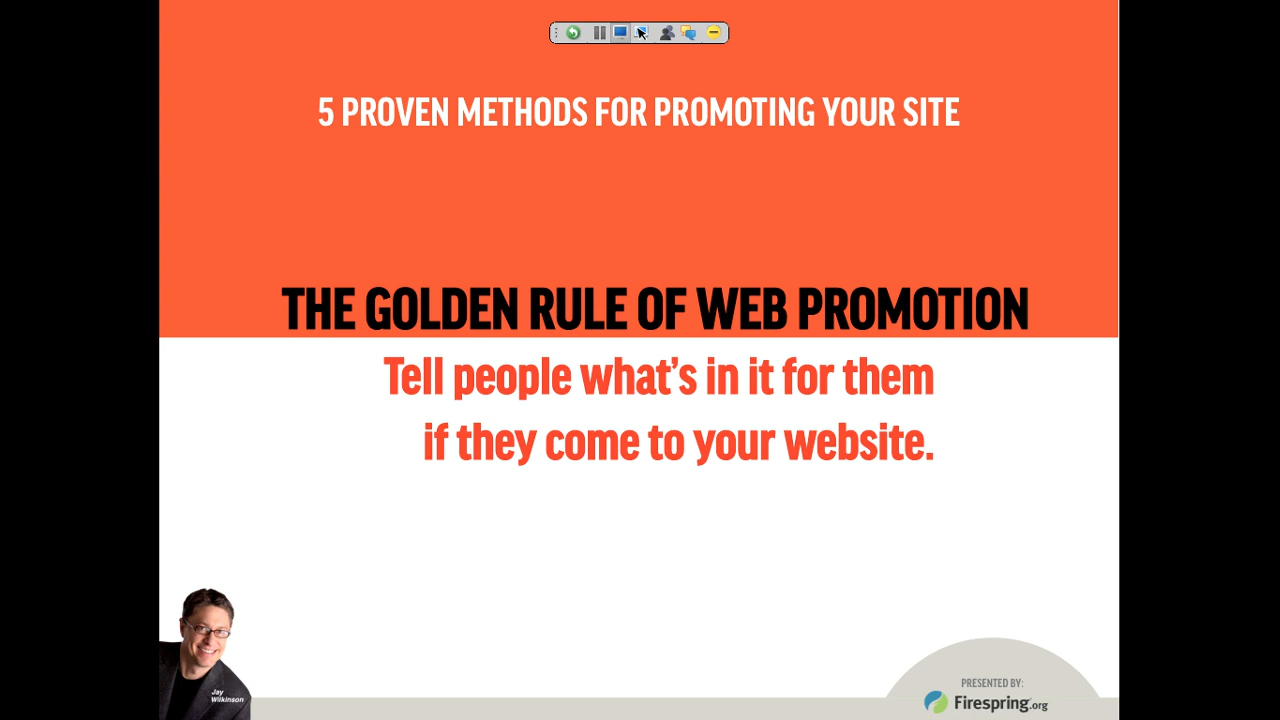 5 PROVEN METHODS FOR PROMOTING YOUR SITE
THE GOLDEN RULE OF WEB PROMOTION
Tell people what's in it for them
if they come to your website.
Jay
Wilkinson
PRESENTED BY:
Firespring.org